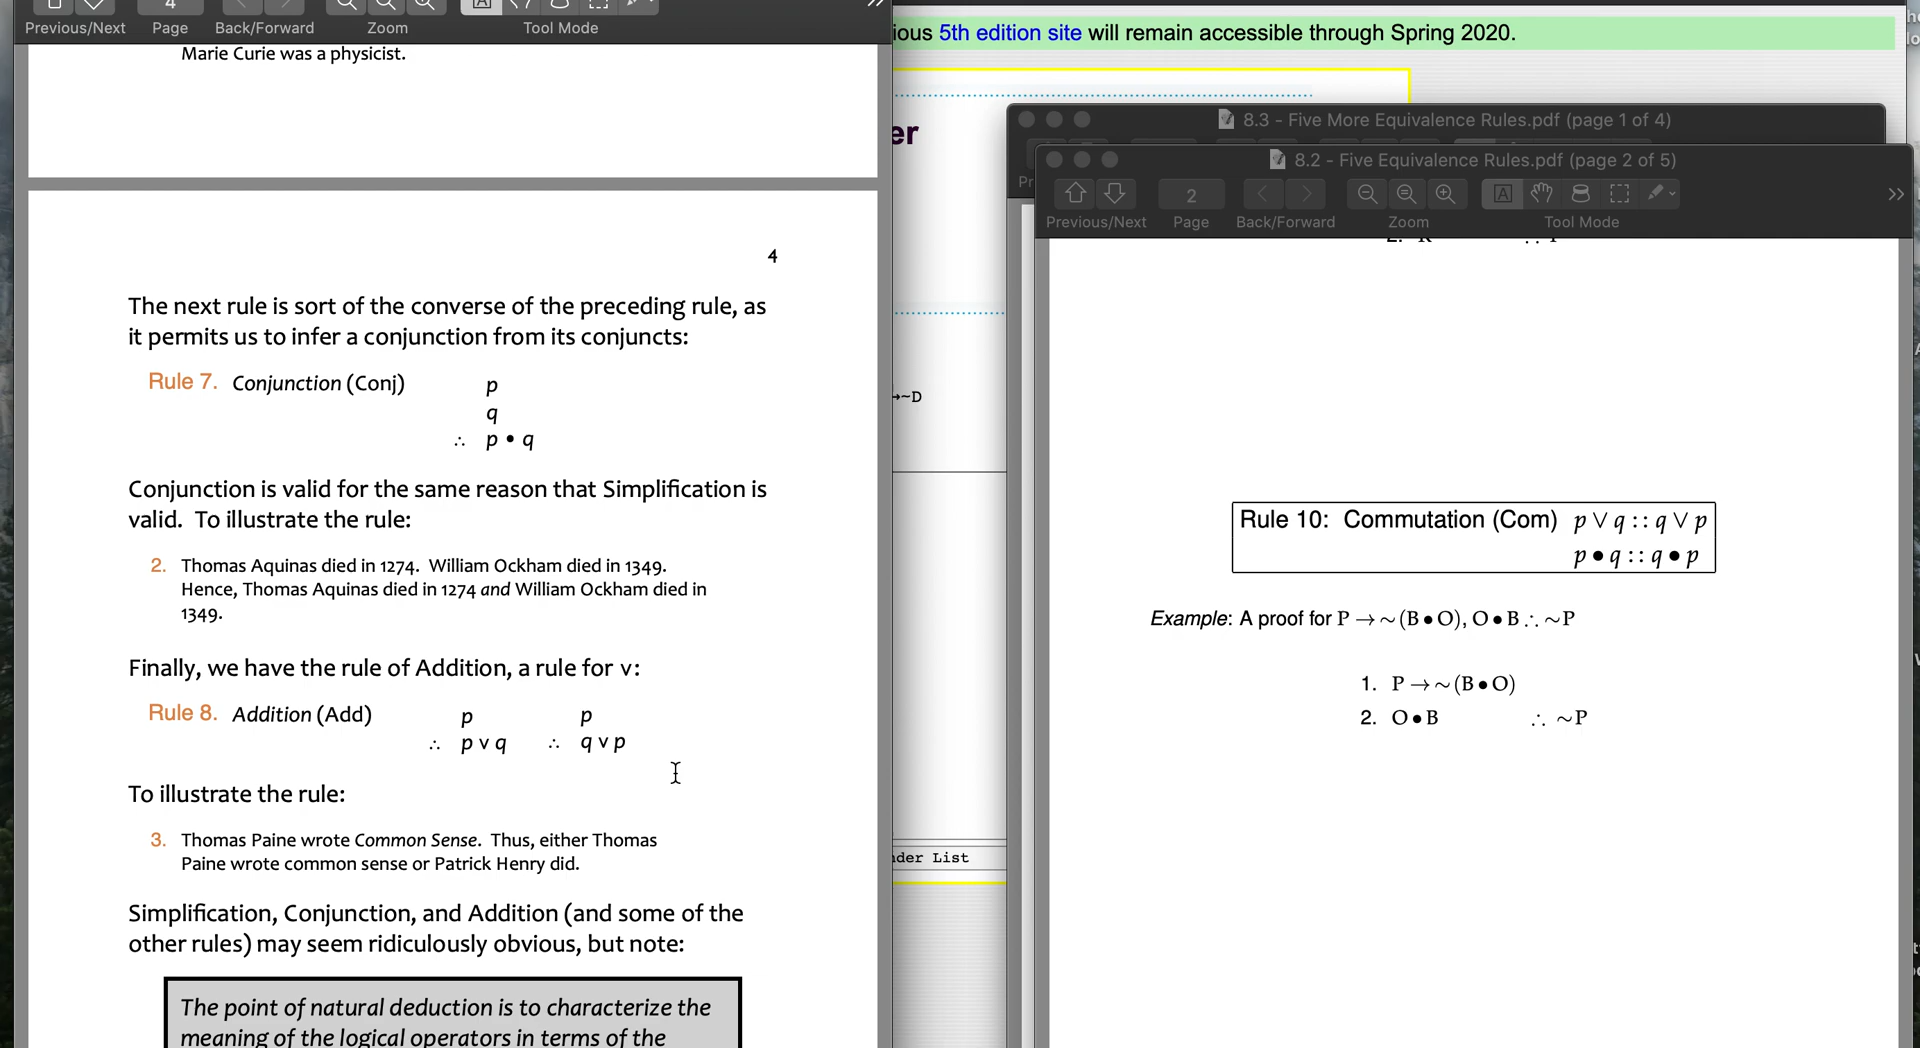 4
Previous/Next Page Back/Forward Zoom Tool Mode
Marie Curie was a physicist.
4
The next rule is sort of the converse of the preceding rule, as
it permits us to infer a conjunction from its conjuncts:
Rule 7. Conjunction (Conj) p
q
∴ p • q
Conjunction is valid for the same reason that Simplification is
valid. To illustrate the rule:
2. Thomas Aquinas died in 1274. William Ockham died in 1349.
Hence, Thomas Aquinas died in 1274 and William Ockham died in
1349.
Finally, we have the rule of Addition, a rule for v:
Rule 8. Addition (Add) p p
∴ p v q ∴ q v p
To illustrate the rule:
3. Thomas Paine wrote Common Sense. Thus, either Thomas
Paine wrote common sense or Patrick Henry did.
Simplification, Conjunction, and Addition (and some of the
other rules) may seem ridiculously obvious, but note:
The point of natural deduction is to characterize the
meaning of the logical operators in terms of the
ious 5th edition site will remain accessible through Spring 2020.
er
→~D
der List
8.3 - Five More Equivalence Rules.pdf (page 1 of 4)
Pr
8.2 - Five Equivalence Rules.pdf (page 2 of 5)
2
Previous/Next Page Back/Forward Zoom Tool Mode
Rule 10: Commutation (Com) p ∨ q :: q ∨ p
p • q :: q • p
Example: A proof for P → ~(B • O), O • B ∴ ~P
1. P → ~(B • O)
2. O • B ∴ ~P